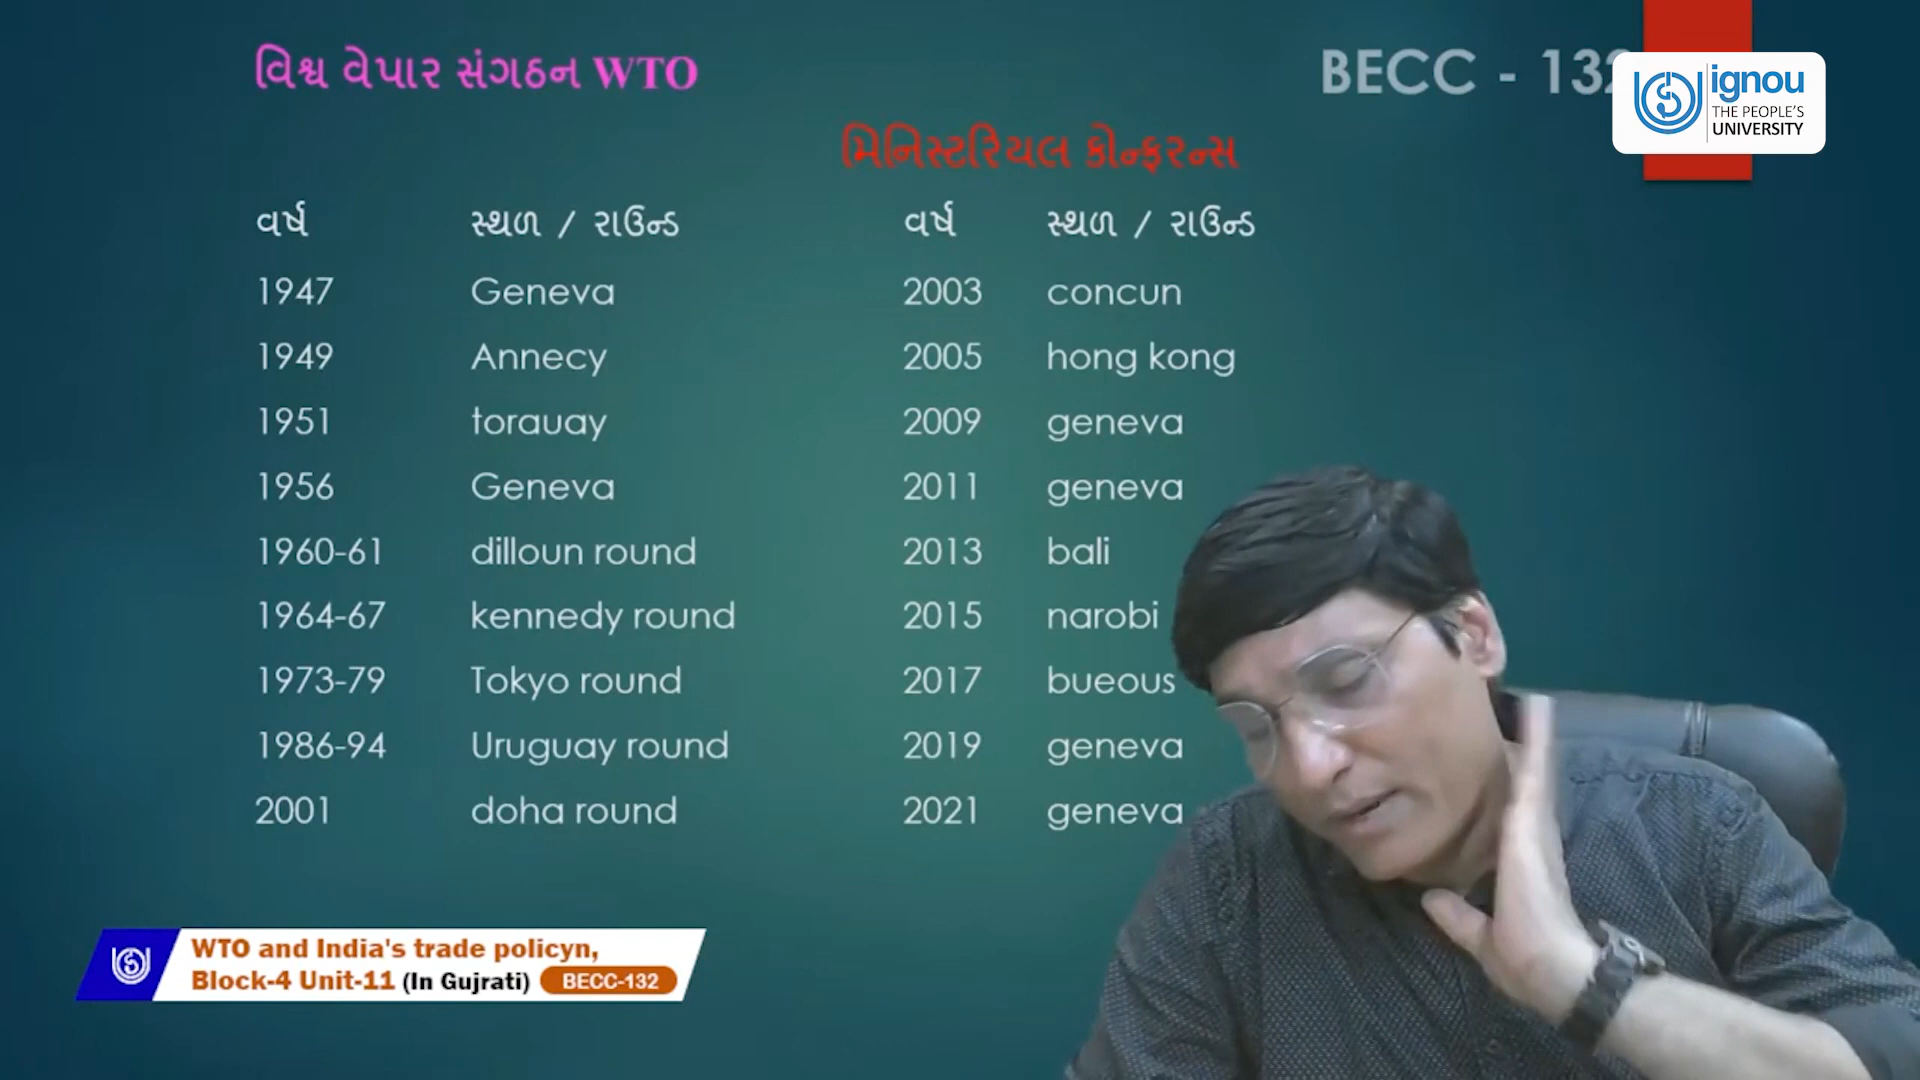 વિશ્વ વેપાર સંગઠન WTO
BECC - 132
ignou
THE PEOPLE'S
UNIVERSITY
મિનિસ્ટરિયલ કોન્ફરન્સ
વર્ષ સ્થળ / રાઉન્ડ વર્ષ સ્થળ / રાઉન્ડ
1947 Geneva 2003 concun
1949 Annecy 2005 hong kong
1951 torauay 2009 geneva
1956 Geneva 2011 geneva
1960-61 dilloun round 2013 bali
1964-67 kennedy round 2015 narobi
1973-79 Tokyo round 2017 bueous
1986-94 Uruguay round 2019 geneva
2001 doha round 2021 geneva
WTO and India's trade policyn,
Block-4 Unit-11 (In Gujrati) BECC-132